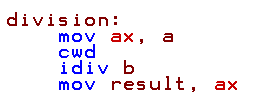 division:
    mov ax, a
    cwd
    idiv b
    mov result, ax